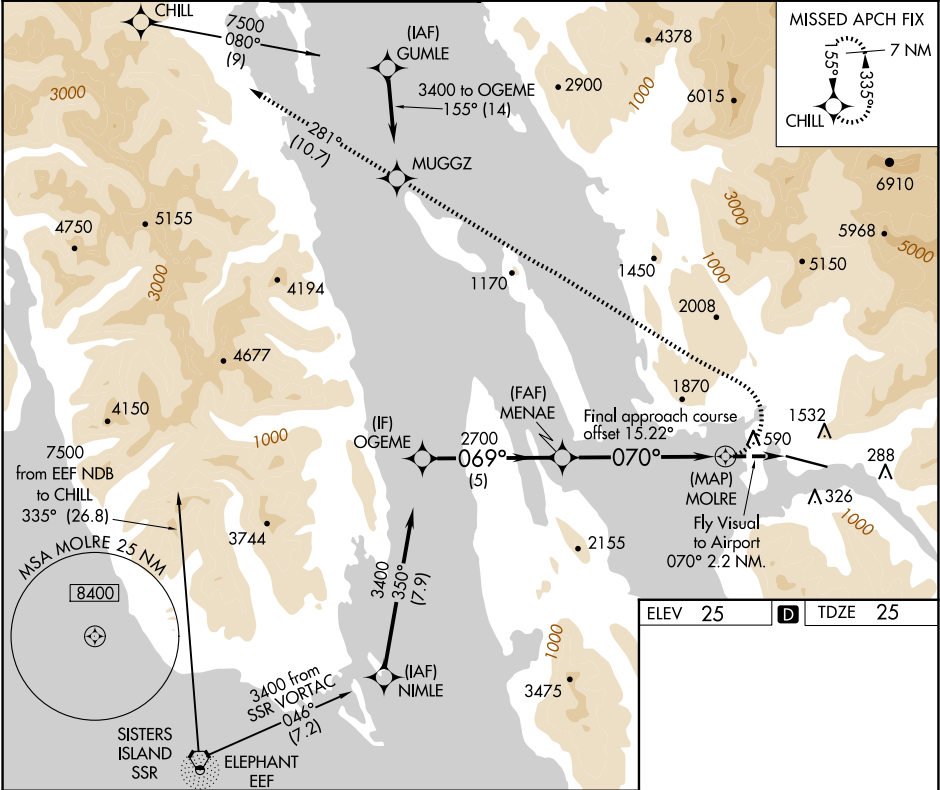 CHILL
7500
080°
(9)
(IAF)
GUMLE
3400 to OGEME
155° (14)
4378
2900
1000
6015
MISSED APCH FIX
7 NM
155°
335°
CHILL
3000
281°
(10.7)
MUGGZ
6910
3000
5968
5000
5150
4750
5155
3000
4194
1170
1450
1000
2008
4677
4150
1000
1870
(FAF)
MENAE
Final approach course
offset 15.22°
(IF)
OGEME
2700
069°
(5)
070°
590
1532
288
326
1000
(MAP)
MOLRE
Fly Visual
to Airport
070° 2.2 NM.
7500
from EEF NDB
to CHILL
335° (26.8)
3744
2155
MSA MOLRE 25 NM
8400
3400
350°
(7.9)
(IAF)
NIMLE
3400 from
SSR VORTAC
046°
(7.2)
1000
3475
SISTERS
ISLAND
SSR
ELEPHANT
EEF
ELEV 25
D
TDZE 25